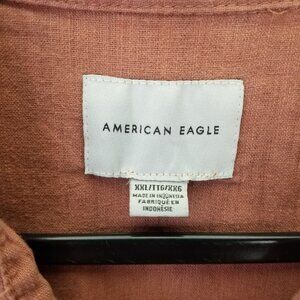 AMERICAN EAGLE
XXL/TTG/XXG
MADE IN INDONESIA
FABRIQUÉ EN
INDONÉSIE